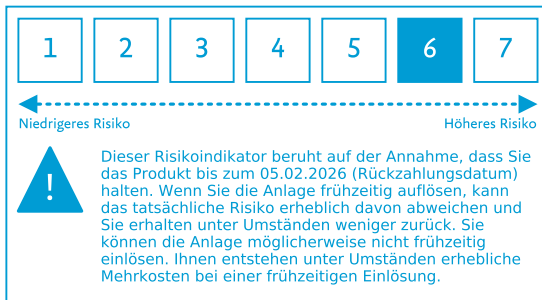 1 2 3 4 5 6 7
Niedrigeres Risiko Höheres Risiko
!
Dieser Risikoindikator beruht auf der Annahme, dass Sie
das Produkt bis zum 05.02.2026 (Rückzahlungsdatum)
halten. Wenn Sie die Anlage frühzeitig auflösen, kann
das tatsächliche Risiko erheblich davon abweichen und
Sie erhalten unter Umständen weniger zurück. Sie
können die Anlage möglicherweise nicht frühzeitig
einlösen. Ihnen entstehen unter Umständen erhebliche
Mehrkosten bei einer frühzeitigen Einlösung.